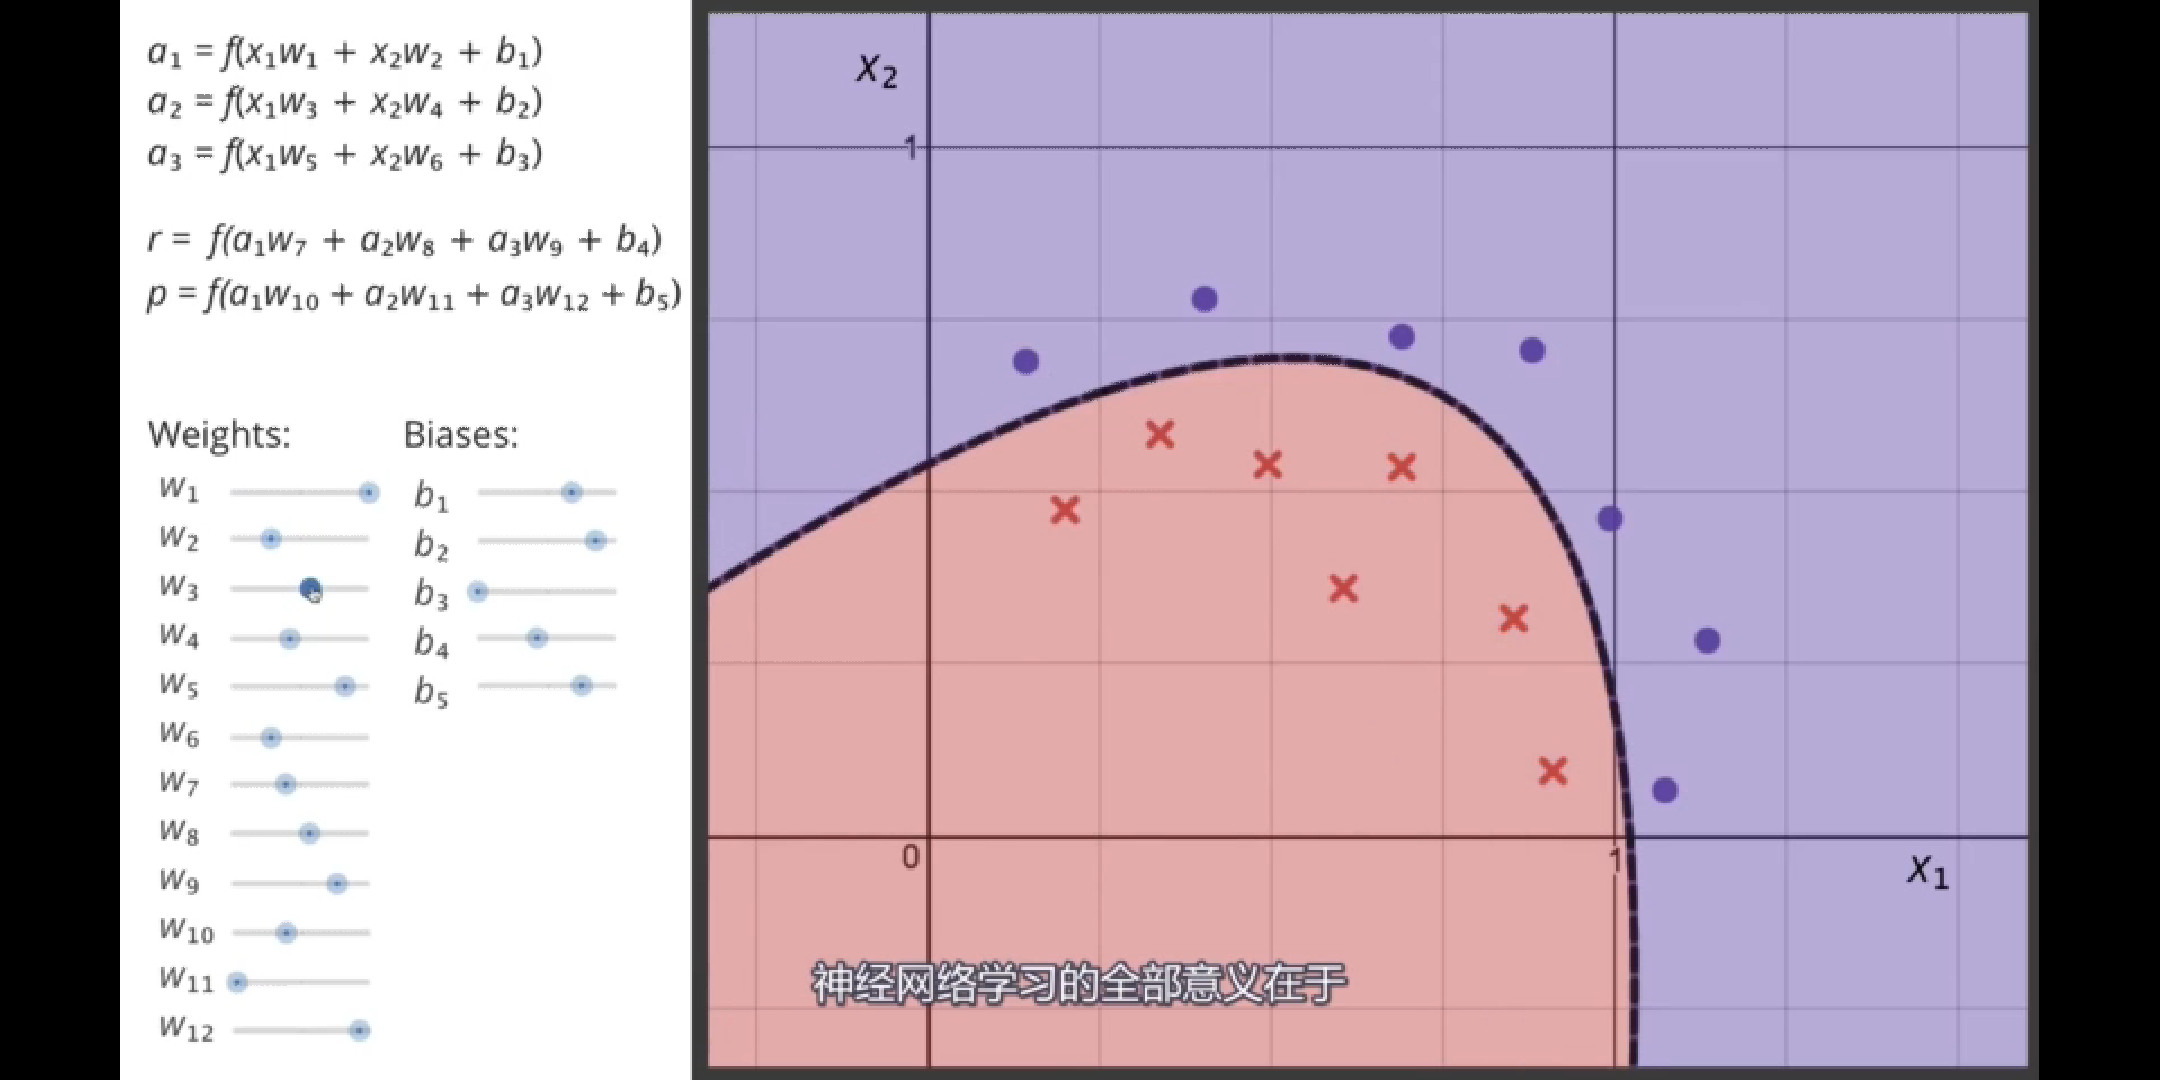 a₁ = f(x₁w₁ + x₂w₂ + b₁)
a₂ = f(x₁w₃ + x₂w₄ + b₂)
a₃ = f(x₁w₅ + x₂w₆ + b₃)
r = f(a₁w₇ + a₂w₈ + a₃w₉ + b₄)
p = f(a₁w₁₀ + a₂w₁₁ + a₃w₁₂ + b₅)
Weights:
w₁
w₂
w₃
w₄
w₅
w₆
w₇
w₈
w₉
w₁₀
w₁₁
w₁₂
Biases:
b₁
b₂
b₃
b₄
b₅
x₂
1
0
1
x₁
神经网络学习的全部意义在于